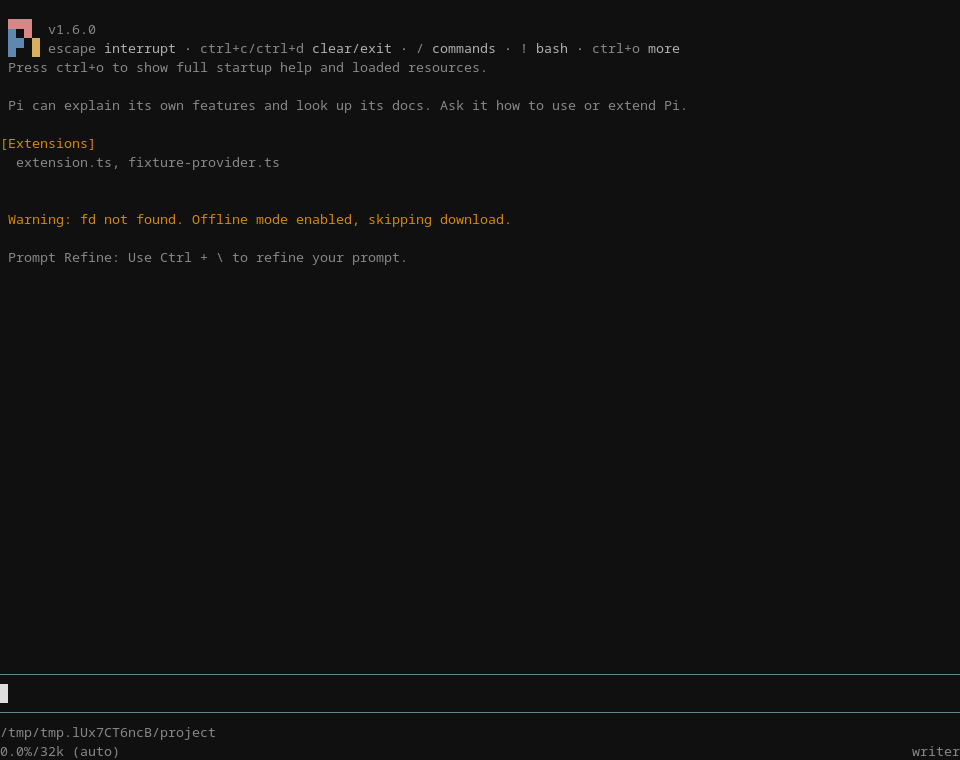 v1.6.0
escape interrupt · ctrl+c/ctrl+d clear/exit · / commands · ! bash · ctrl+o more
Press ctrl+o to show full startup help and loaded resources.
Pi can explain its own features and look up its docs. Ask it how to use or extend Pi.
[Extensions]
extension.ts, fixture-provider.ts
Warning: fd not found. Offline mode enabled, skipping download.
Prompt Refine: Use Ctrl + \ to refine your prompt.
/tmp/tmp.lUx7CT6ncB/project
0.0%/32k (auto) writer